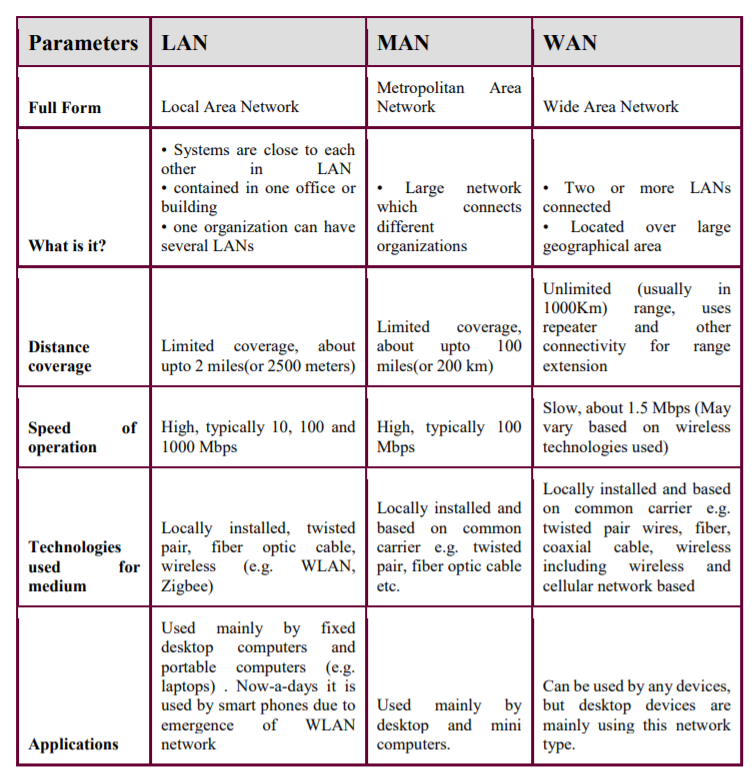 Parameters LAN MAN WAN
Full Form
Local Area Network
Metropolitan Area
Network
Wide Area Network
What is it?
• Systems are close to each
other in LAN
• contained in one office or
building
• one organization can have
several LANs
• Large network
which connects
different
organizations
• Two or more LANs
connected
• Located over large
geographical area
Distance
coverage
Limited coverage, about
upto 2 miles(or 2500 meters)
Limited coverage,
about upto 100
miles(or 200 km)
Unlimited (usually in
1000Km) range, uses
repeater and other
connectivity for range
extension
Speed of
operation
High, typically 10, 100 and
1000 Mbps
High, typically 100
Mbps
Slow, about 1.5 Mbps (May
vary based on wireless
technologies used)
Technologies
used for
medium
Locally installed, twisted
pair, fiber optic cable,
wireless (e.g. WLAN,
Zigbee)
Locally installed and
based on common
carrier e.g. twisted
pair, fiber optic cable
etc.
Locally installed and based
on common carrier e.g.
twisted pair wires, fiber,
coaxial cable, wireless
including wireless and
cellular network based
Applications
Used mainly by fixed
desktop computers and
portable computers (e.g.
laptops) . Now-a-days it is
used by smart phones due to
emergence of WLAN
network
Used mainly by
desktop and mini
computers.
Can be used by any devices,
but desktop devices are
mainly using this network
type.